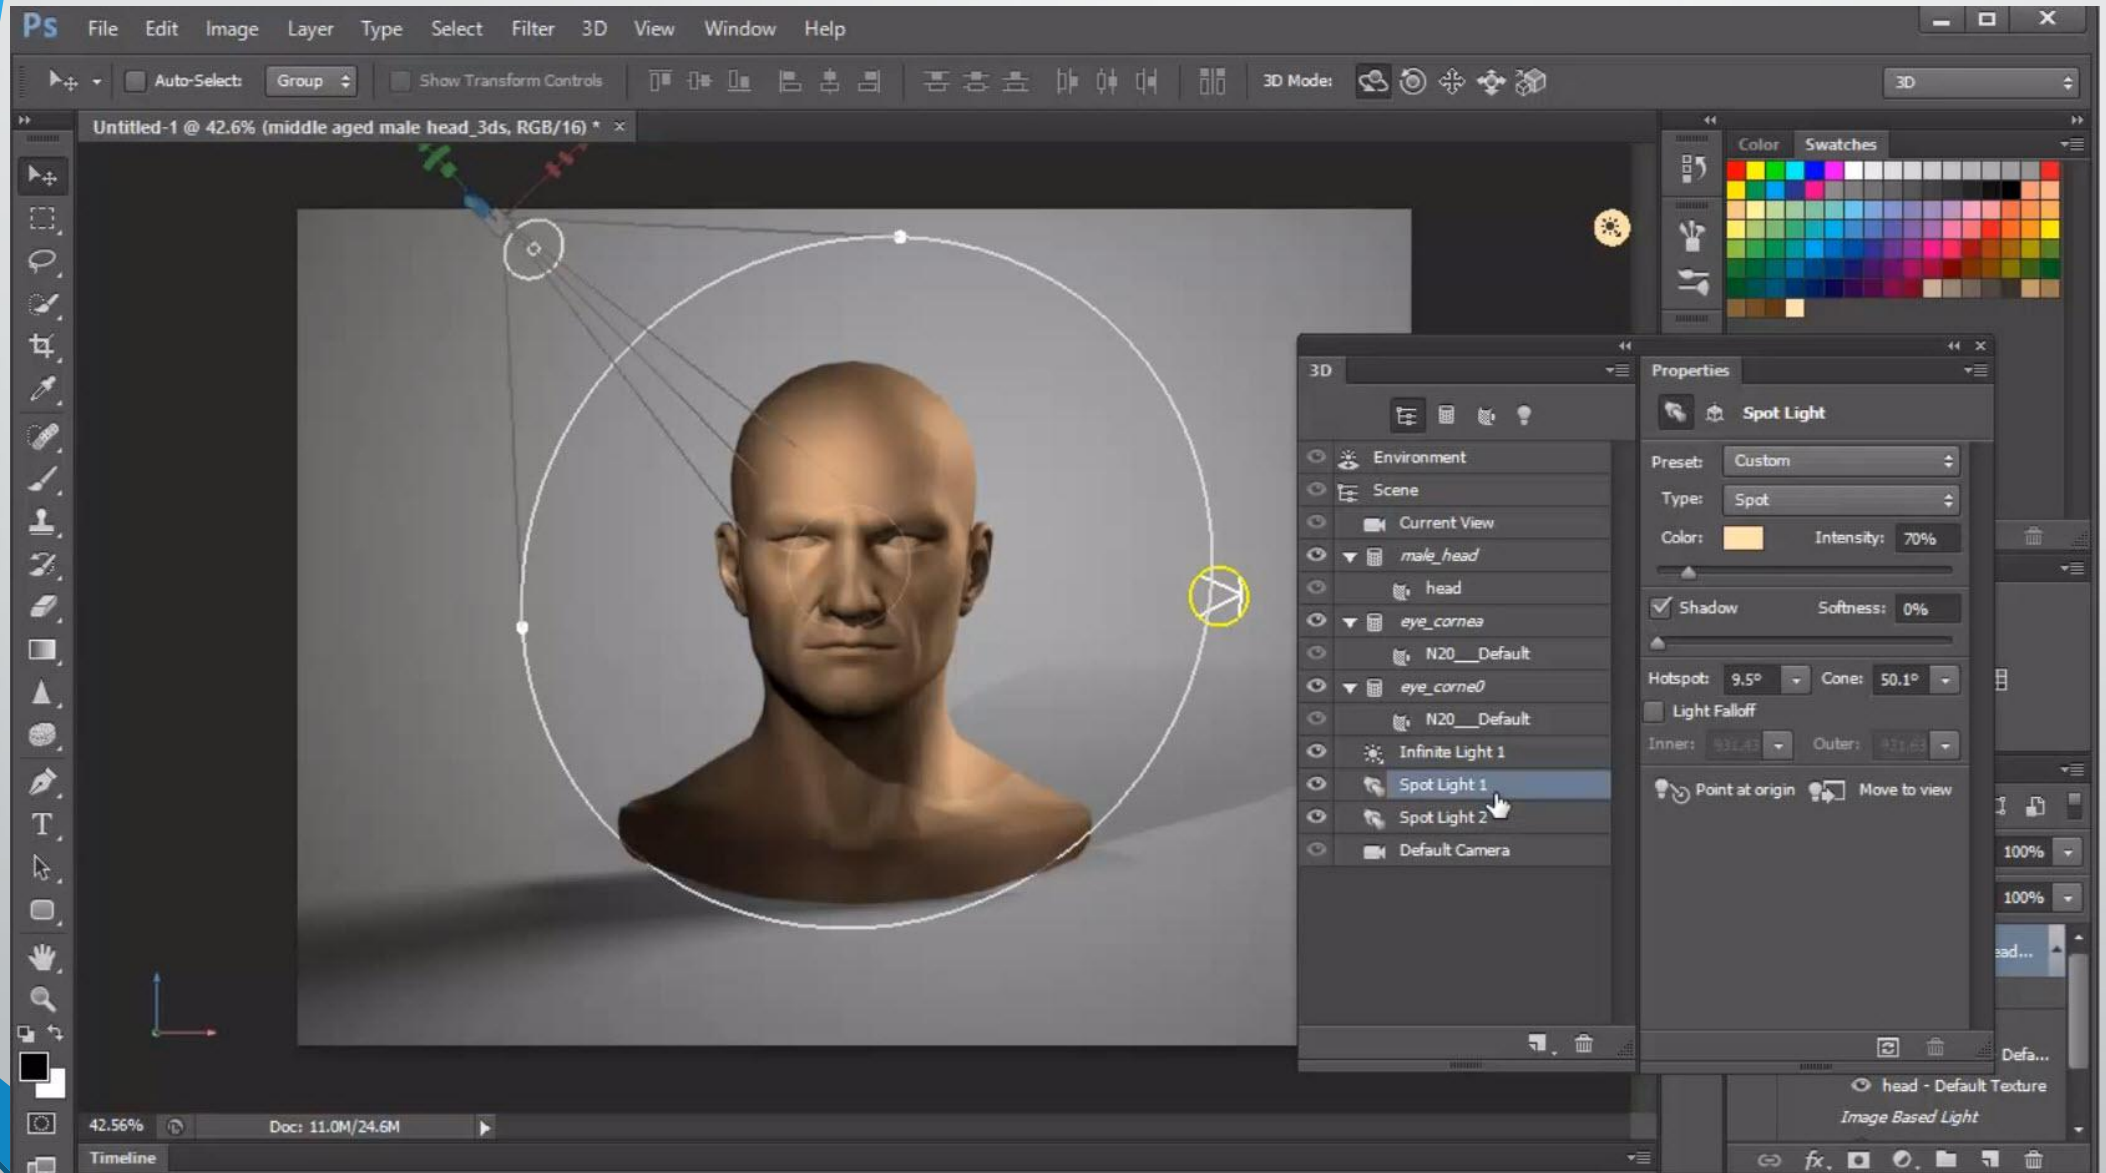 Ps File Edit Image Layer Type Select Filter 3D View Window Help
Auto-Select: Group Show Transform Controls 3D Mode: 3D
Untitled-1 @ 42.6% (middle aged male head_3ds, RGB/16) * ×
Color Swatches
3D
Environment
Scene
Current View
male_head
head
eye_cornea
N20___Default
eye_corne0
N20___Default
Infinite Light 1
Spot Light 1
Spot Light 2
Default Camera
Properties
Spot Light
Preset: Custom
Type: Spot
Color: Intensity: 70%
Shadow Softness: 0%
Hotspot: 9.5° Cone: 50.1°
Light Falloff
Inner: Outer:
Point at origin Move to view
100%
100%
ead...
Defa...
head - Default Texture
Image Based Light
42.56% Doc: 11.0M/24.6M
Timeline
T
fx.